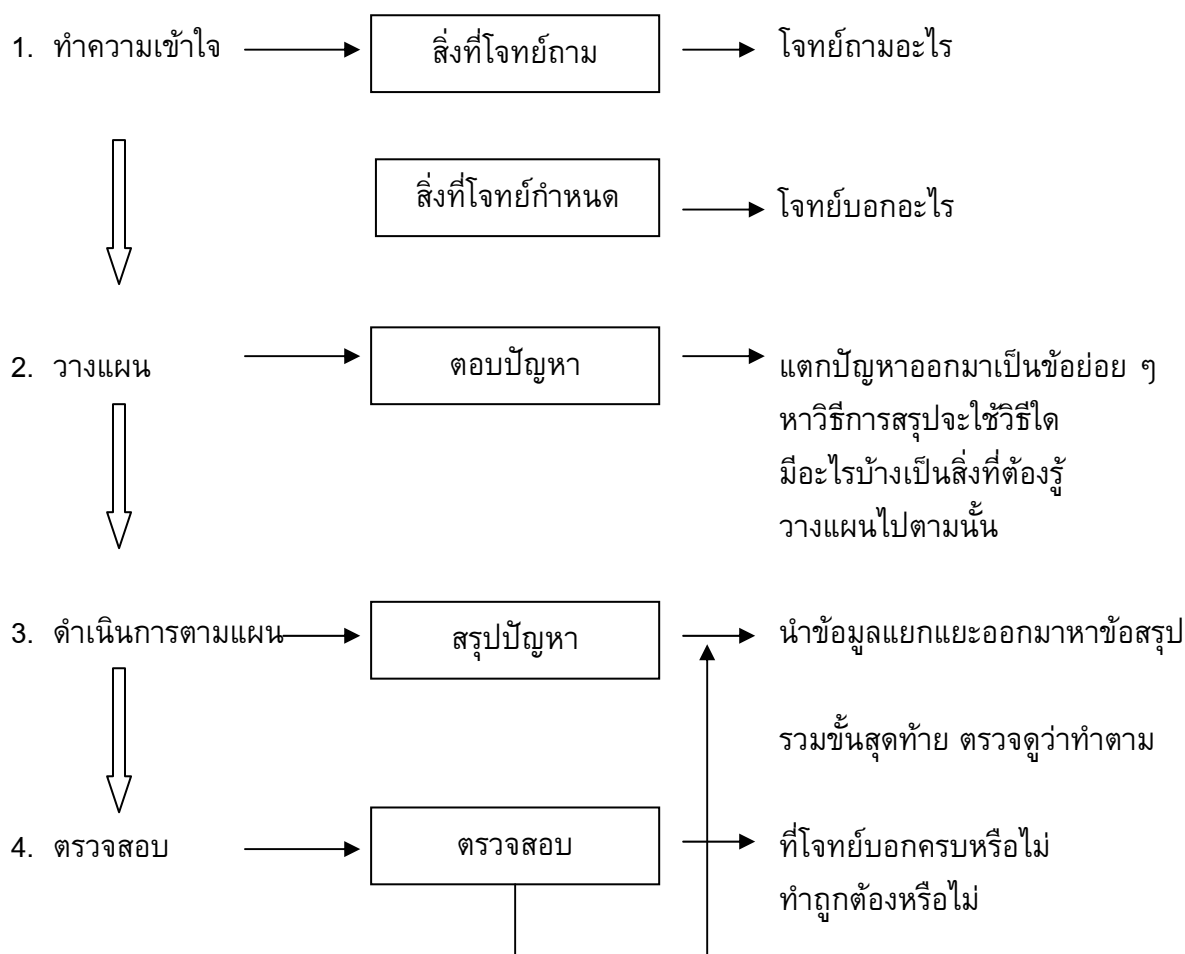 1. ทำความเข้าใจ สิ่งที่โจทย์ถาม โจทย์ถามอะไร
สิ่งที่โจทย์กำหนด โจทย์บอกอะไร
2. วางแผน ตอบปัญหา แตกปัญหาออกมาเป็นข้อย่อย ๆ
หาวิธีการสรุปจะใช้วิธีใด
มีอะไรบ้างเป็นสิ่งที่ต้องรู้
วางแผนไปตามนั้น
3. ดำเนินการตามแผน สรุปปัญหา นำข้อมูลแยกแยะออกมาหาข้อสรุป
รวมขั้นสุดท้าย ตรวจดูว่าทำตาม
4. ตรวจสอบ ตรวจสอบ ที่โจทย์บอกครบหรือไม่
ทำถูกต้องหรือไม่